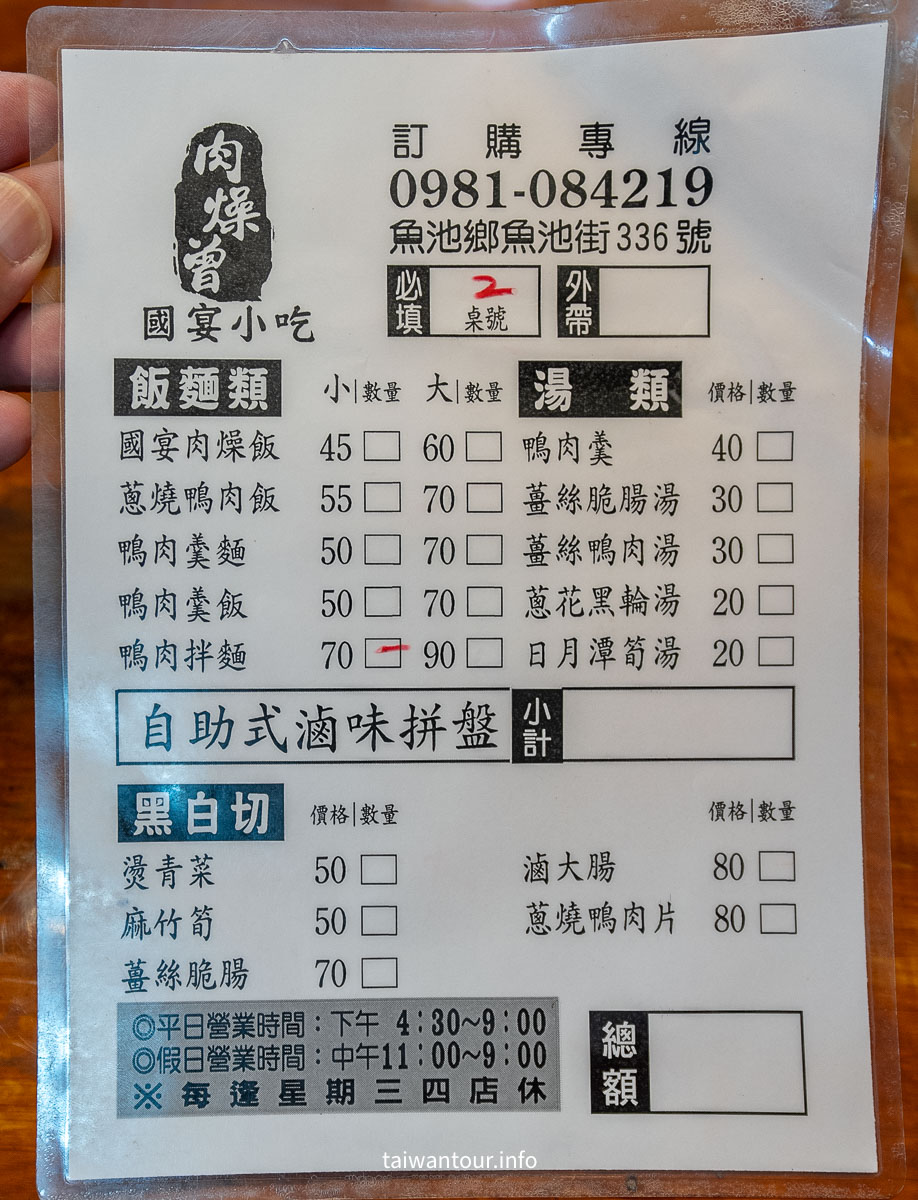 肉燥曾
國宴小吃
訂購專線
0981-084219
魚池鄉魚池街336號
必填 2 桌號 外帶
飯麵類 小|數量 大|數量 湯類 價格|數量
國宴肉燥飯 45 60 鴨肉羹 40
蔥燒鴨肉飯 55 70 薑絲脆腸湯 30
鴨肉羹麵 50 70 薑絲鴨肉湯 30
鴨肉羹飯 50 70 蔥花黑輪湯 20
鴨肉拌麵 70 90 日月潭筍湯 20
自助式滷味拼盤 小計
黑白切 價格|數量 價格|數量
燙青菜 50 滷大腸 80
麻竹筍 50 蔥燒鴨肉片 80
薑絲脆腸 70
◎平日營業時間：下午 4：30~9：00
◎假日營業時間：中午11：00~9：00
※每逢星期三四店休
總額
taiwantour.info